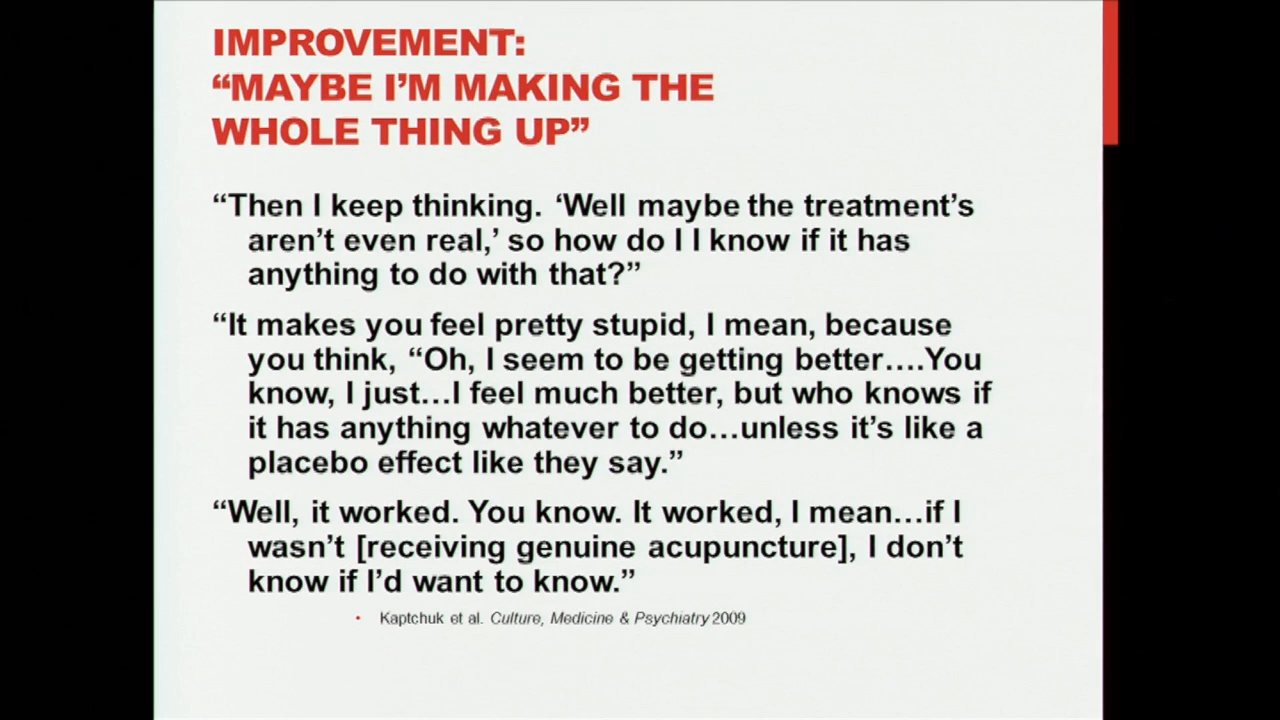 IMPROVEMENT:
“MAYBE I’M MAKING THE
WHOLE THING UP”
“Then I keep thinking. ‘Well maybe the treatment’s
aren’t even real,’ so how do I I know if it has
anything to do with that?”
“It makes you feel pretty stupid, I mean, because
you think, “Oh, I seem to be getting better….You
know, I just…I feel much better, but who knows if
it has anything whatever to do…unless it’s like a
placebo effect like they say.”
“Well, it worked. You know. It worked, I mean…if I
wasn’t [receiving genuine acupuncture], I don’t
know if I’d want to know.”
• Kaptchuk et al. Culture, Medicine & Psychiatry 2009